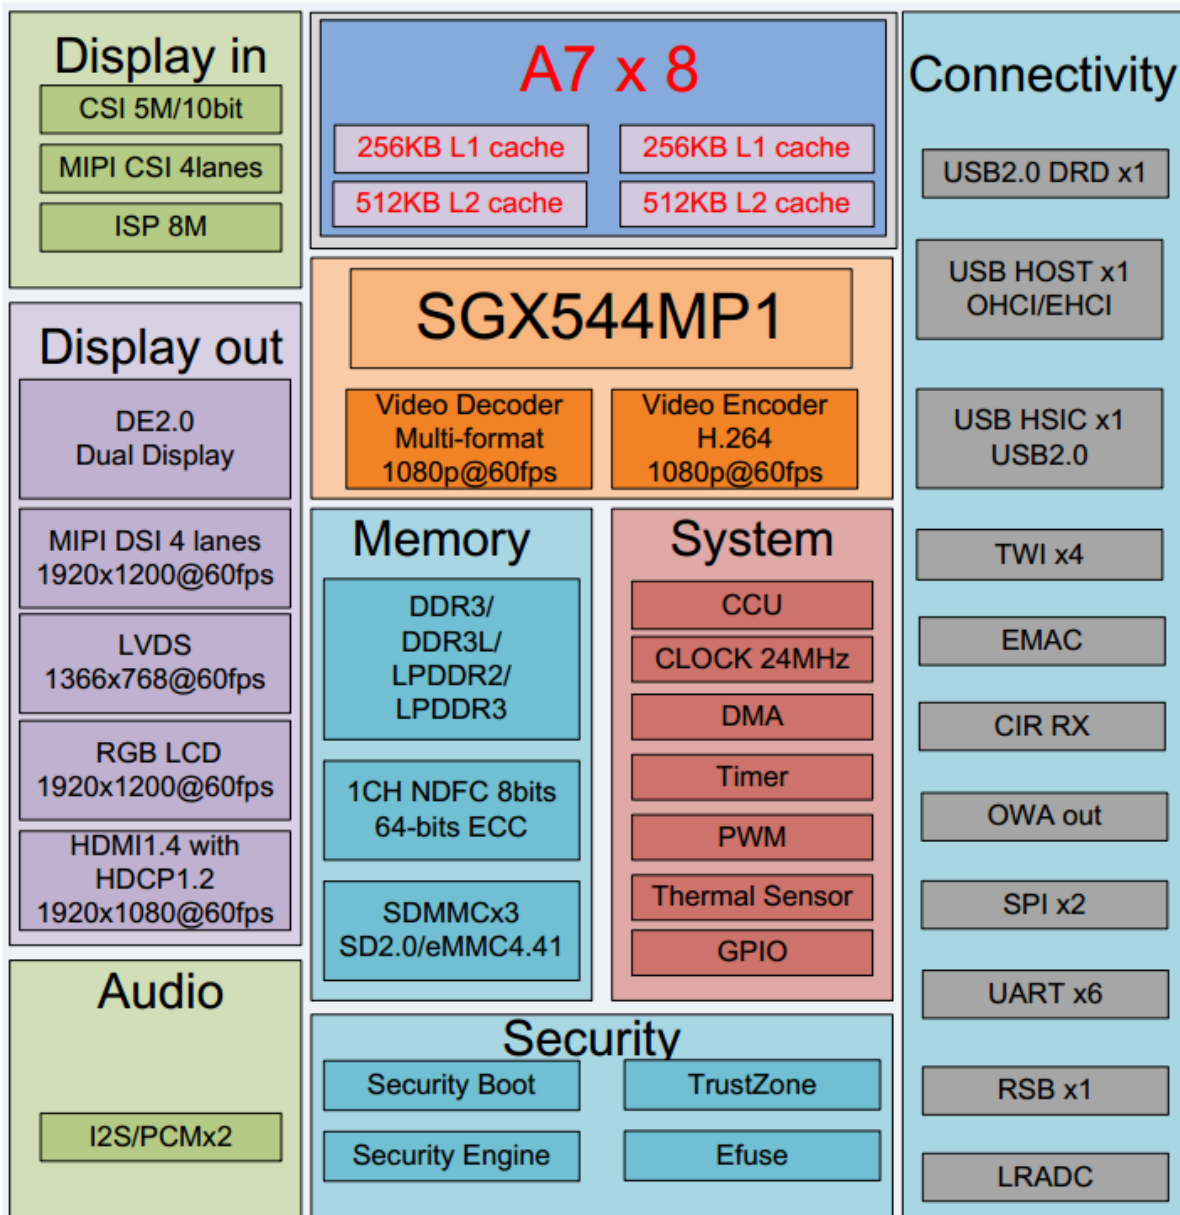 Display in
CSI 5M/10bit
MIPI CSI 4lanes
ISP 8M
Display out
DE2.0
Dual Display
MIPI DSI 4 lanes
1920x1200@60fps
LVDS
1366x768@60fps
RGB LCD
1920x1200@60fps
HDMI1.4 with
HDCP1.2
1920x1080@60fps
Audio
I2S/PCMx2
A7 x 8
256KB L1 cache
256KB L1 cache
512KB L2 cache
512KB L2 cache
SGX544MP1
Video Decoder
Multi-format
1080p@60fps
Video Encoder
H.264
1080p@60fps
Memory
DDR3/
DDR3L/
LPDDR2/
LPDDR3
1CH NDFC 8bits
64-bits ECC
SDMMCx3
SD2.0/eMMC4.41
System
CCU
CLOCK 24MHz
DMA
Timer
PWM
Thermal Sensor
GPIO
Security
Security Boot
TrustZone
Security Engine
Efuse
Connectivity
USB2.0 DRD x1
USB HOST x1
OHCI/EHCI
USB HSIC x1
USB2.0
TWI x4
EMAC
CIR RX
OWA out
SPI x2
UART x6
RSB x1
LRADC